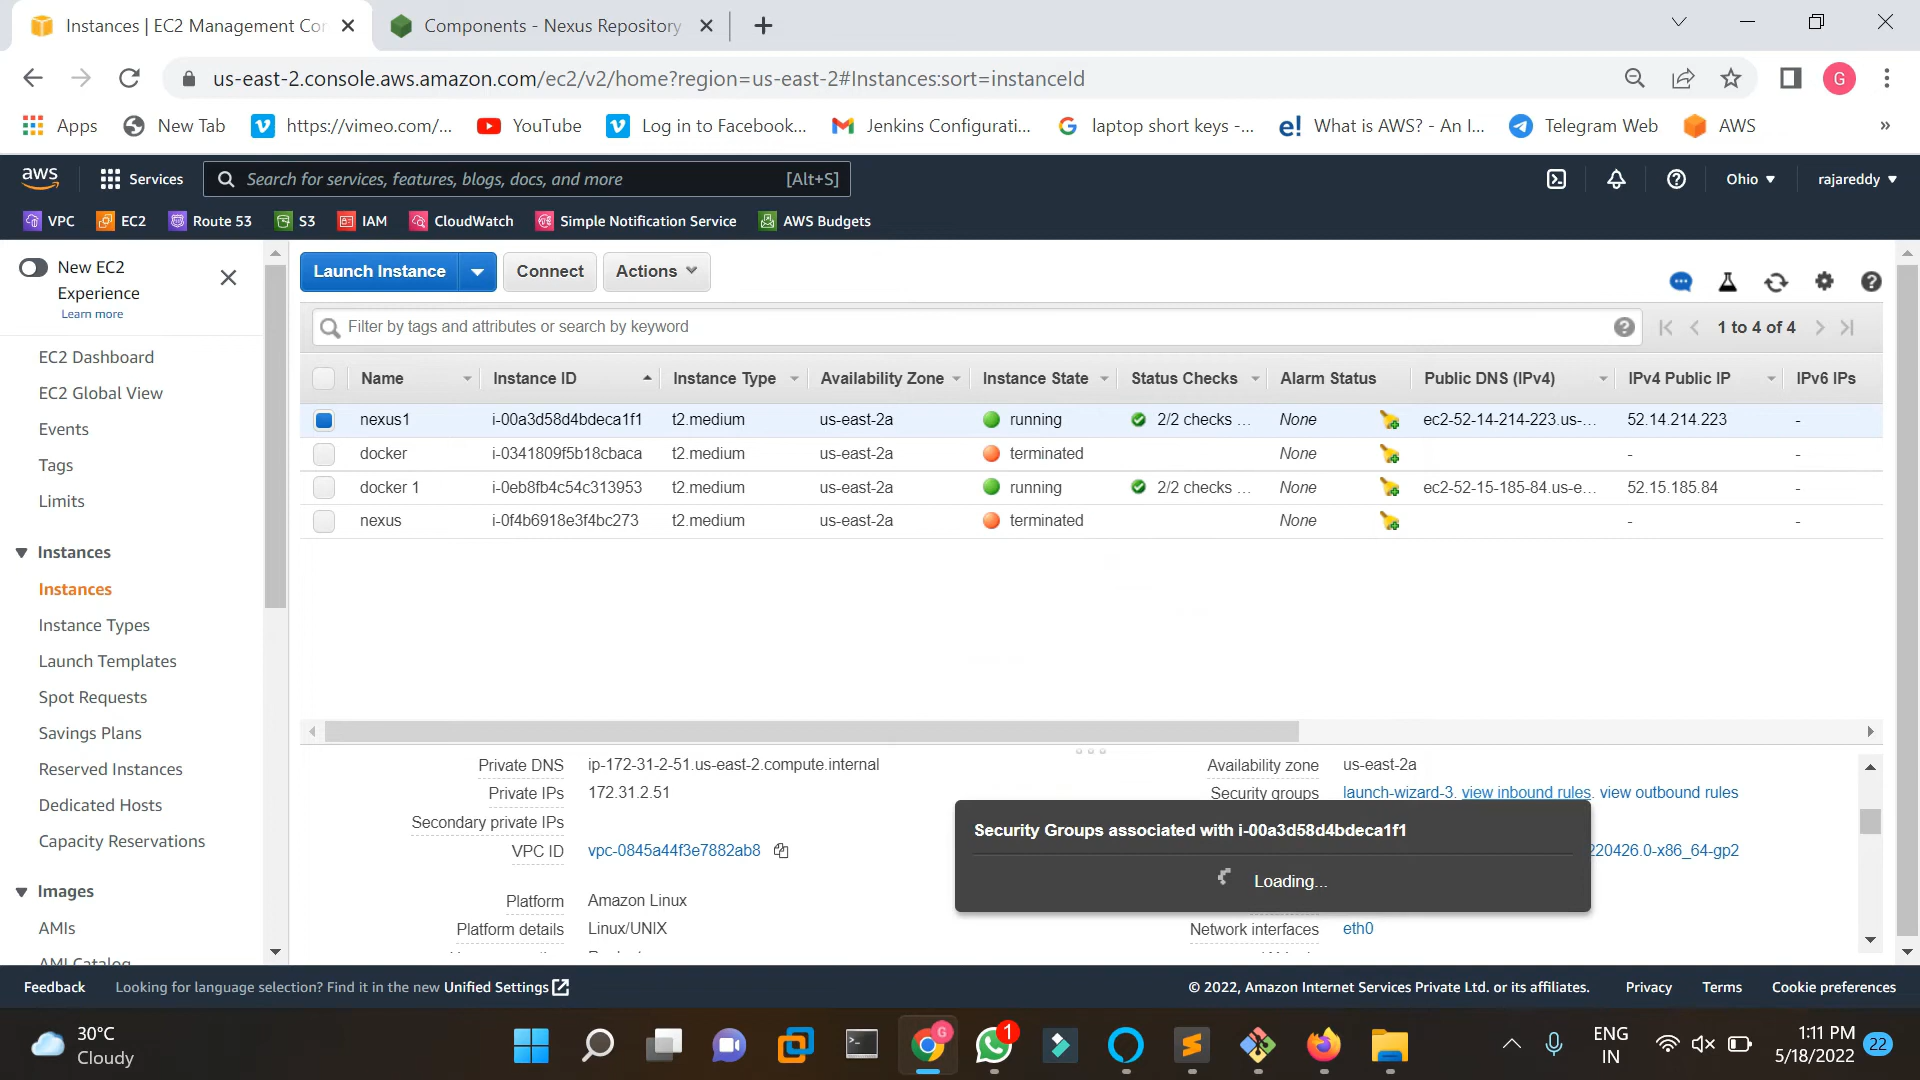 Instances | EC2 Management Cor
Components - Nexus Repository
us-east-2.console.aws.amazon.com/ec2/v2/home?region=us-east-2#Instances:sort=instanceId
G
Apps
New Tab
https://vimeo.com/...
YouTube
Log in to Facebook...
Jenkins Configurati...
laptop short keys -...
What is AWS? - An I...
Telegram Web
AWS
»
aws
Services
Search for services, features, blogs, docs, and more
[Alt+S]
Ohio
rajareddy
VPC
EC2
Route 53
S3
IAM
CloudWatch
Simple Notification Service
AWS Budgets
New EC2
Experience
Learn more
EC2 Dashboard
EC2 Global View
Events
Tags
Limits
Instances
Instances
Instance Types
Launch Templates
Spot Requests
Savings Plans
Reserved Instances
Dedicated Hosts
Capacity Reservations
Images
AMIs
AMI Catalog
Launch Instance
Connect
Actions
Filter by tags and attributes or search by keyword
1 to 4 of 4
Name Instance ID Instance Type Availability Zone Instance State Status Checks Alarm Status Public DNS (IPv4) IPv4 Public IP IPv6 IPs
nexus1 i-00a3d58d4bdeca1f1 t2.medium us-east-2a running 2/2 checks ... None ec2-52-14-214-223.us-... 52.14.214.223 -
docker i-0341809f5b18cbaca t2.medium us-east-2a terminated None - -
docker 1 i-0eb8fb4c54c313953 t2.medium us-east-2a running 2/2 checks ... None ec2-52-15-185-84.us-e... 52.15.185.84 -
nexus i-0f4b6918e3f4bc273 t2.medium us-east-2a terminated None - -
Private DNS ip-172-31-2-51.us-east-2.compute.internal
Private IPs 172.31.2.51
Secondary private IPs
VPC ID vpc-0845a44f3e7882ab8
Platform Amazon Linux
Platform details Linux/UNIX
Availability zone us-east-2a
Security groups launch-wizard-3. view inbound rules. view outbound rules
220426.0-x86_64-gp2
Network interfaces eth0
Security Groups associated with i-00a3d58d4bdeca1f1
Loading...
Feedback
Looking for language selection? Find it in the new Unified Settings
© 2022, Amazon Internet Services Private Ltd. or its affiliates.
Privacy
Terms
Cookie preferences
30°C
Cloudy
G
1
ENG
IN
1:11 PM
5/18/2022
22